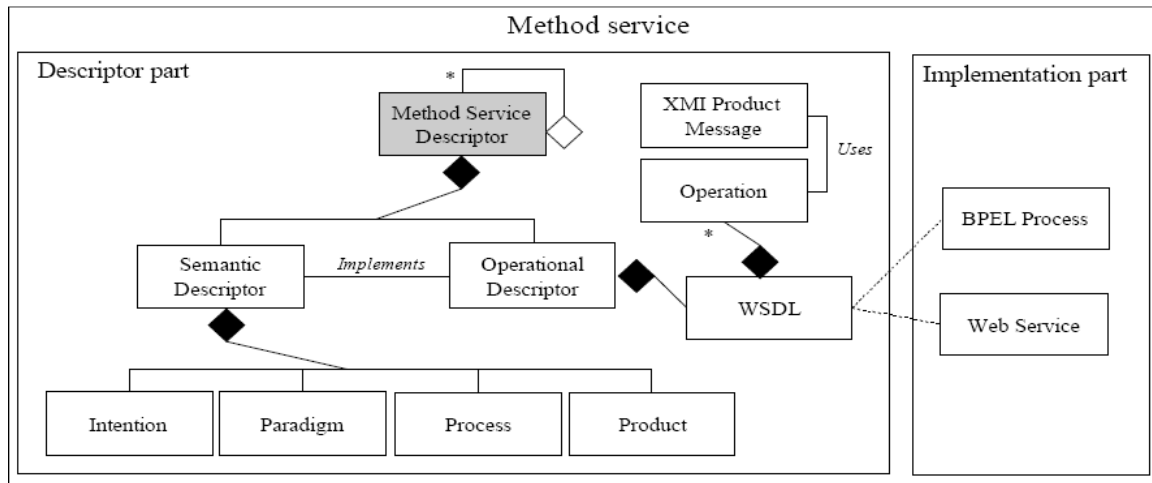 Method service
Descriptor part
*
Method Service
Descriptor
XMI Product
Message
Uses
Operation
*
Semantic
Descriptor
Implements
Operational
Descriptor
WSDL
Intention
Paradigm
Process
Product
Implementation part
BPEL Process
Web Service